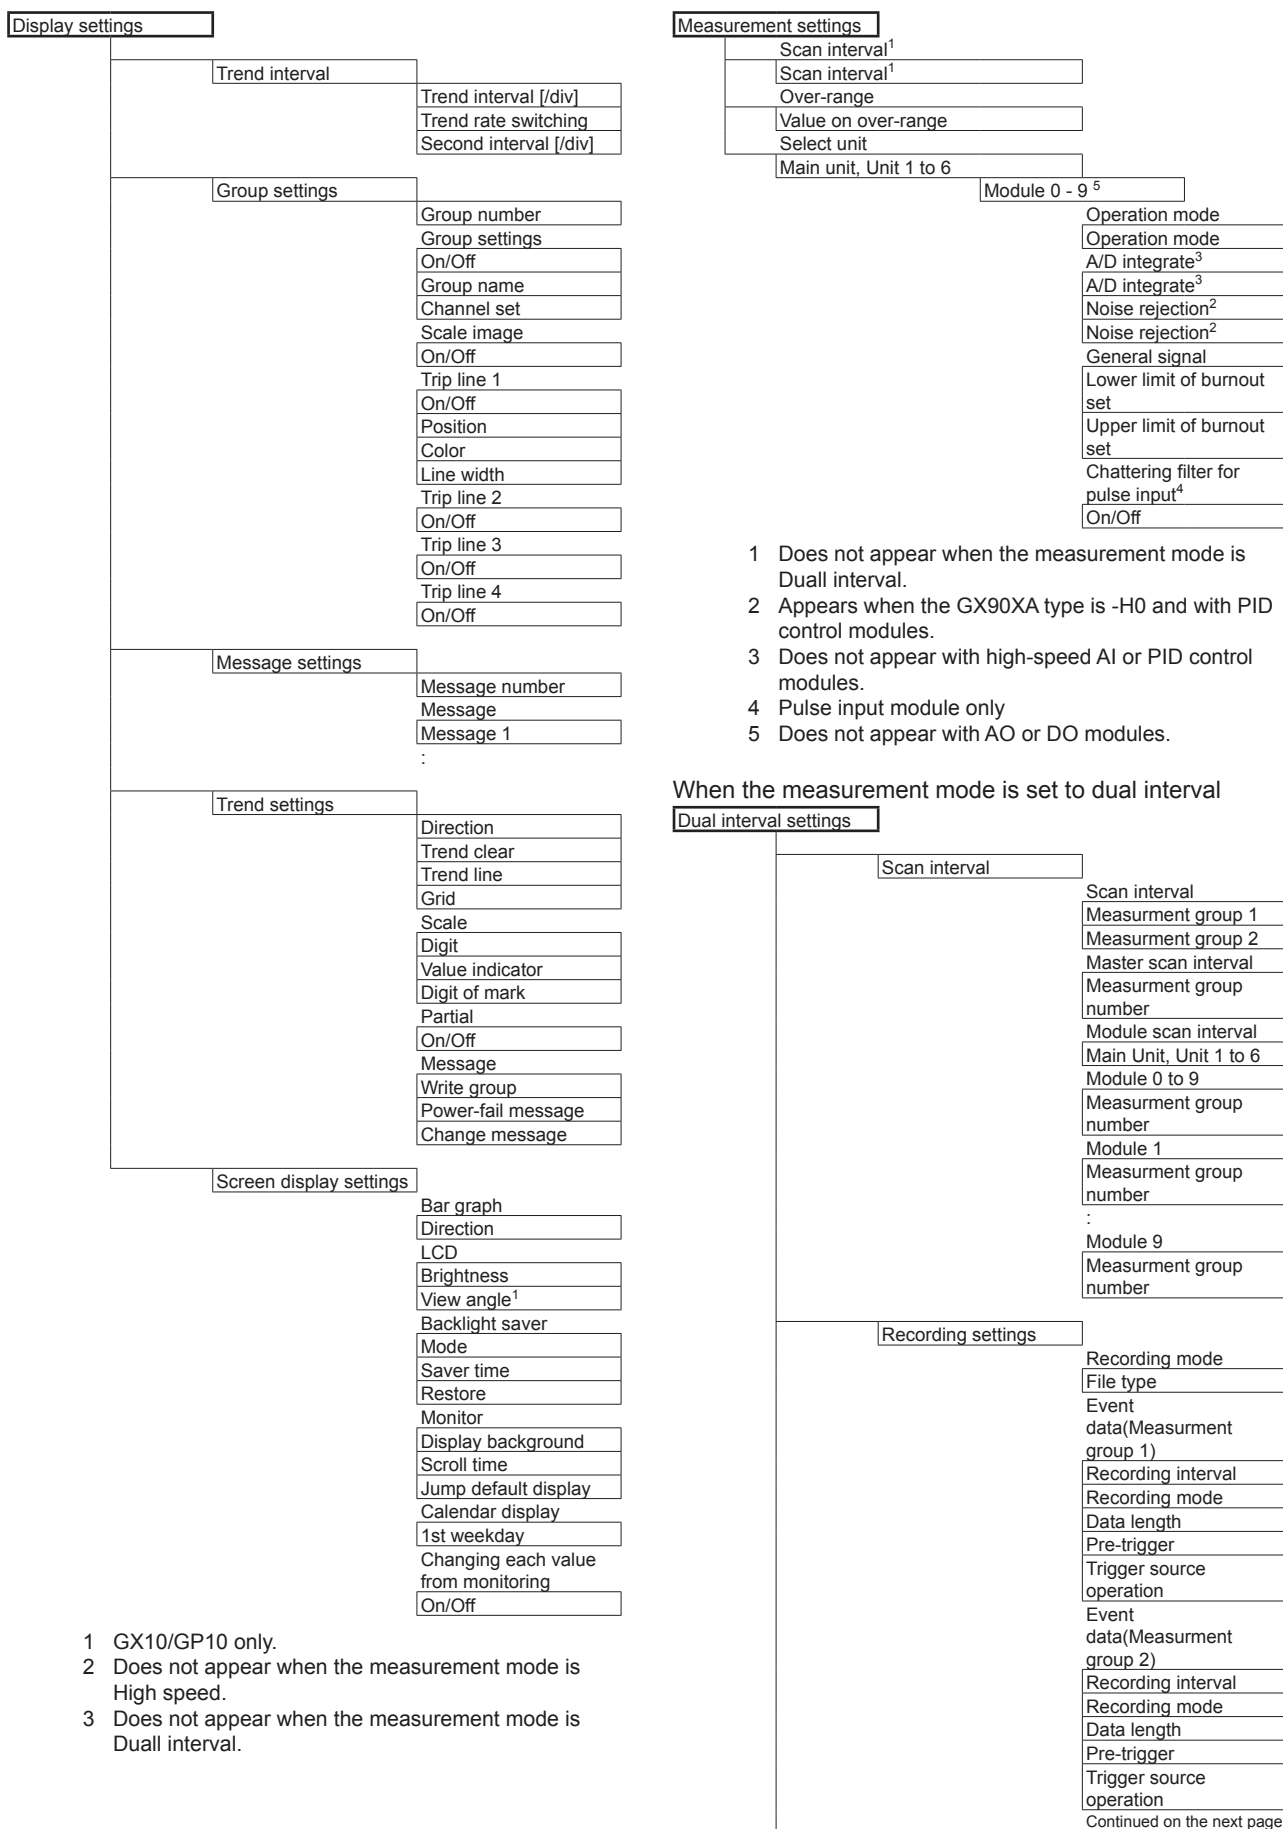 Display settings
Trend interval
Trend interval [/div]
Trend rate switching
Second interval [/div]
Group settings
Group number
Group settings
On/Off
Group name
Channel set
Scale image
On/Off
Trip line 1
On/Off
Position
Color
Line width
Trip line 2
On/Off
Trip line 3
On/Off
Trip line 4
On/Off
Message settings
Message number
Message
Message 1
:
Trend settings
Direction
Trend clear
Trend line
Grid
Scale
Digit
Value indicator
Digit of mark
Partial
On/Off
Message
Write group
Power-fail message
Change message
Screen display settings
Bar graph
Direction
LCD
Brightness
View angle1
Backlight saver
Mode
Saver time
Restore
Monitor
Display background
Scroll time
Jump default display
Calendar display
1st weekday
Changing each value
from monitoring
On/Off
1 GX10/GP10 only.
2 Does not appear when the measurement mode is
High speed.
3 Does not appear when the measurement mode is
Duall interval.
Measurement settings
Scan interval1
Scan interval1
Over-range
Value on over-range
Select unit
Main unit, Unit 1 to 6
Module 0 - 9 5
Operation mode
Operation mode
A/D integrate3
A/D integrate3
Noise rejection2
Noise rejection2
General signal
Lower limit of burnout
set
Upper limit of burnout
set
Chattering filter for
pulse input4
On/Off
1 Does not appear when the measurement mode is
Duall interval.
2 Appears when the GX90XA type is -H0 and with PID
control modules.
3 Does not appear with high-speed AI or PID control
modules.
4 Pulse input module only
5 Does not appear with AO or DO modules.
When the measurement mode is set to dual interval
Dual interval settings
Scan interval
Scan interval
Measurment group 1
Measurment group 2
Master scan interval
Measurment group
number
Module scan interval
Main Unit, Unit 1 to 6
Module 0 to 9
Measurment group
number
Module 1
Measurment group
number
:
Module 9
Measurment group
number
Recording settings
Recording mode
File type
Event
data(Measurment
group 1)
Recording interval
Recording mode
Data length
Pre-trigger
Trigger source
operation
Event
data(Measurment
group 2)
Recording interval
Recording mode
Data length
Pre-trigger
Trigger source
operation
Continued on the next page